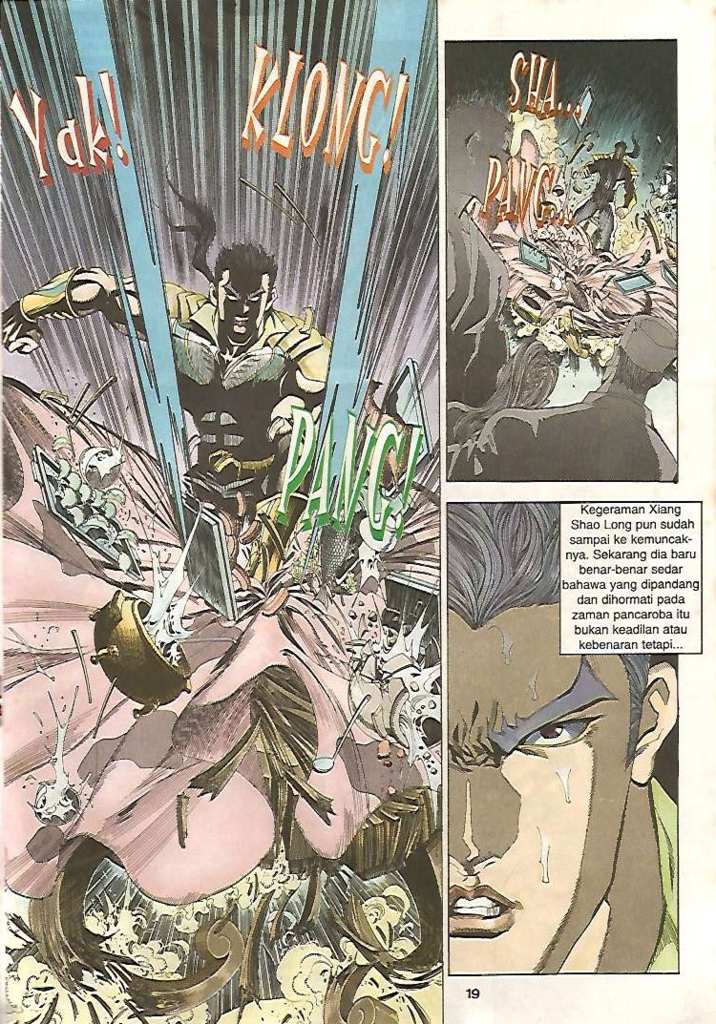 Yak!
KLONG!
PANG!
SHA...
PANG...
Kegeraman Xiang
Shao Long pun sudah
sampai ke kemuncak-
nya. Sekarang dia baru
benar-benar sedar
bahawa yang dipandang
dan dihormati pada
zaman pancaroba itu
bukan keadilan atau
kebenaran tetapi...
19